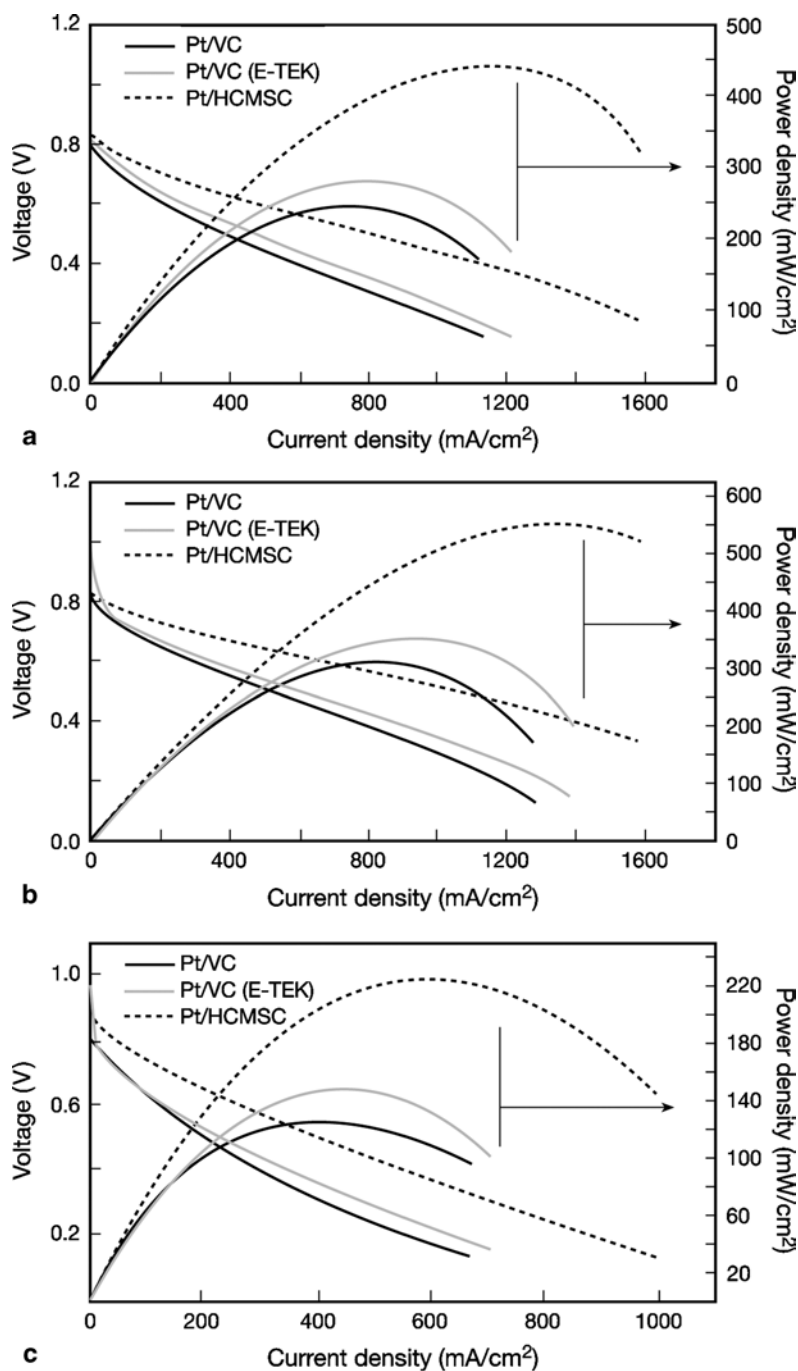 1.2
0.8
0.4
0.0
Voltage (V)
Pt/VC
Pt/VC (E-TEK)
Pt/HCMSC
500
400
300
200
100
0
Power density (mW/cm²)
0 400 800 1200 1600
Current density (mA/cm²)
a
1.2
0.8
0.4
0.0
Voltage (V)
Pt/VC
Pt/VC (E-TEK)
Pt/HCMSC
600
500
400
300
200
100
0
Power density (mW/cm²)
0 400 800 1200 1600
Current density (mA/cm²)
b
1.0
0.6
0.2
Voltage (V)
Pt/VC
Pt/VC (E-TEK)
Pt/HCMSC
220
180
140
100
60
20
Power density (mW/cm²)
0 200 400 600 800 1000
Current density (mA/cm²)
c